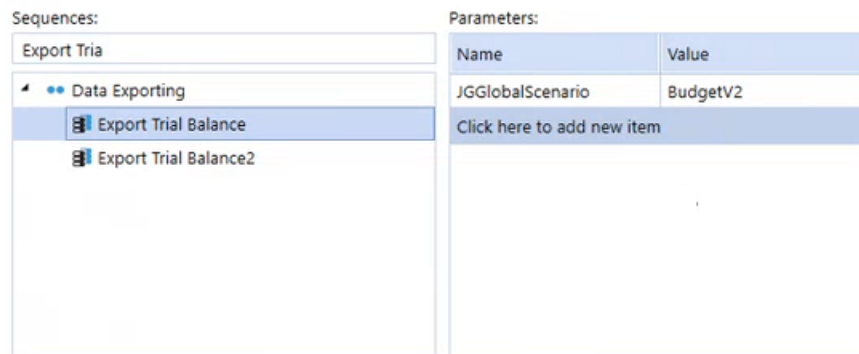 Sequences:
Export Tria
Data Exporting
Export Trial Balance
Export Trial Balance2
Parameters:
Name Value
JGGlobalScenario BudgetV2
Click here to add new item